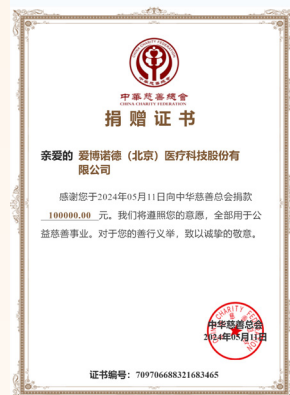 中華慈善總會
CHINA CHARITY FEDERATION
捐赠证书
亲爱的 爱博诺德（北京）医疗科技股份有
限公司
感谢您于2024年05月11日向中华慈善总会捐款
100000.00 元。我们将遵照您的意愿，全部用于公
益慈善事业。对于您的善行义举，致以诚挚的敬意。
中华慈善总会
2024年05月11日
证书编号：709706688321683465